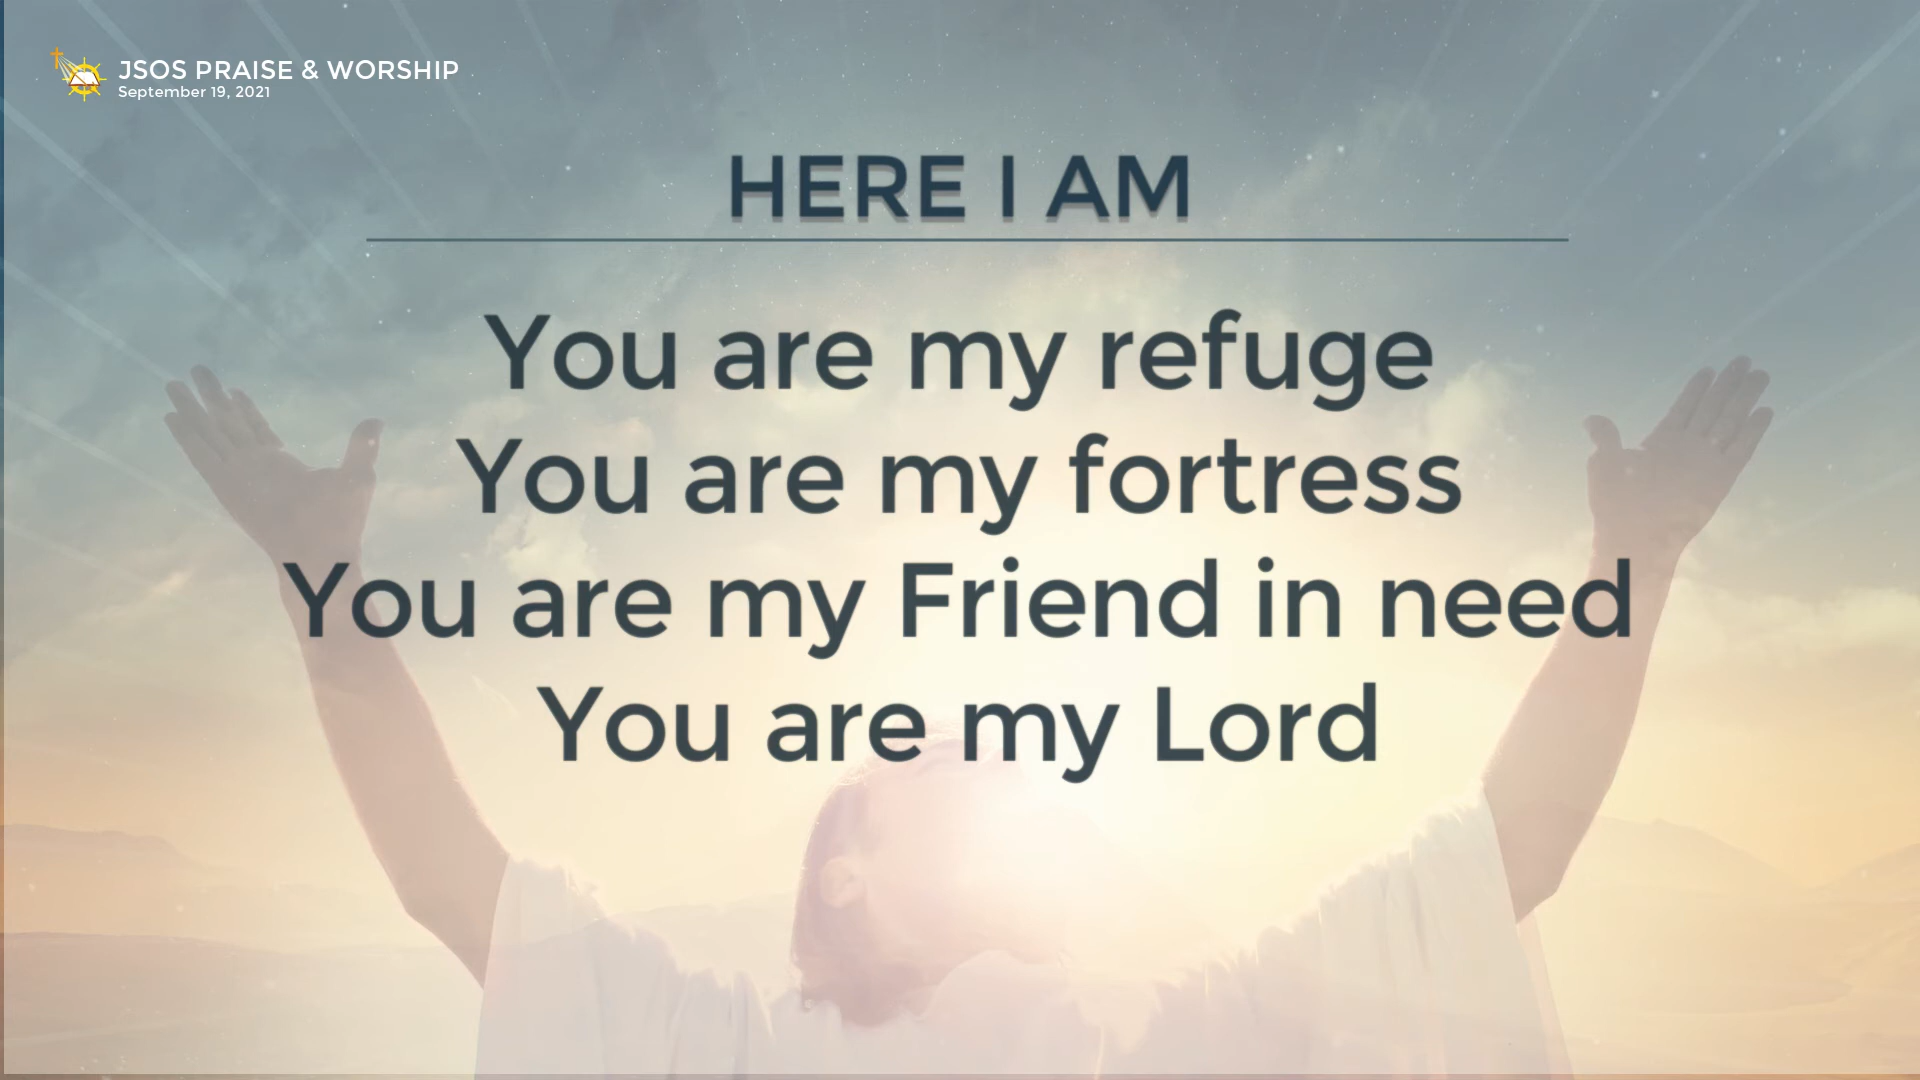 JSOS PRAISE & WORSHIP
September 19, 2021
HERE I AM
You are my refuge
You are my fortress
You are my Friend in need
You are my Lord